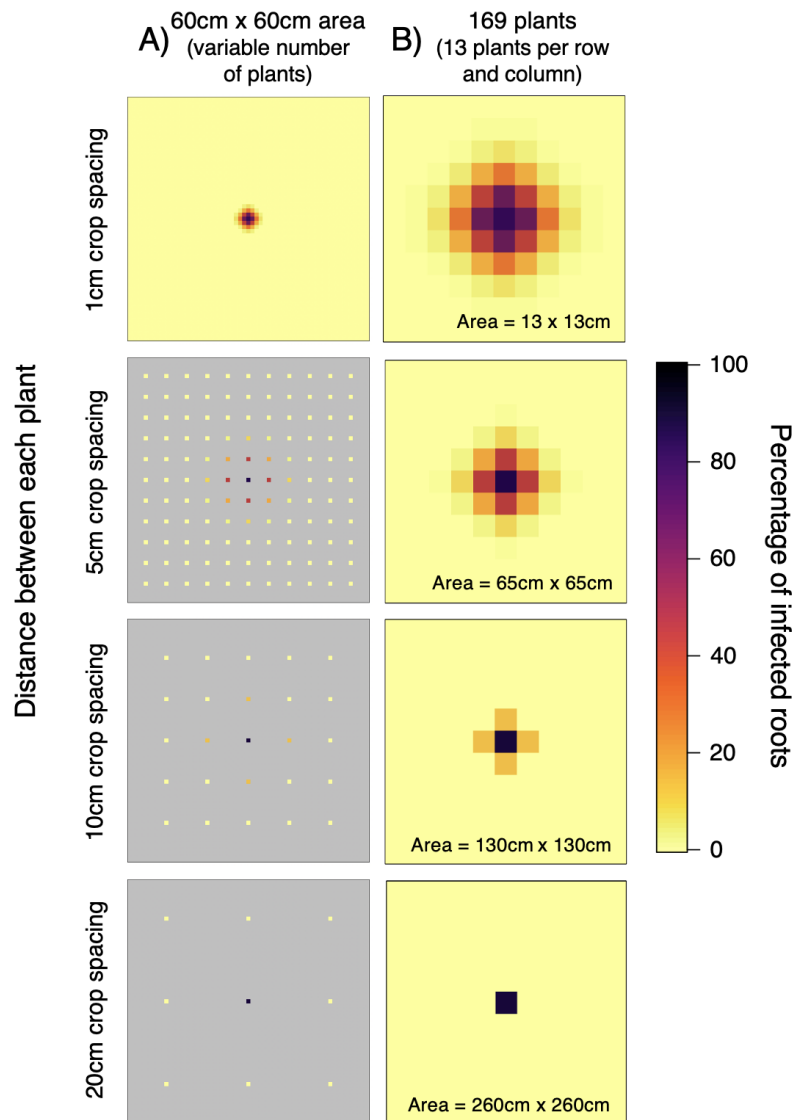 A) 60cm x 60cm area
(variable number
of plants)
B) 169 plants
(13 plants per row
and column)
Distance between each plant
1cm crop spacing
Area = 13 x 13cm
5cm crop spacing
Area = 65cm x 65cm
10cm crop spacing
Area = 130cm x 130cm
20cm crop spacing
Area = 260cm x 260cm
100
80
60
40
20
0
Percentage of infected roots